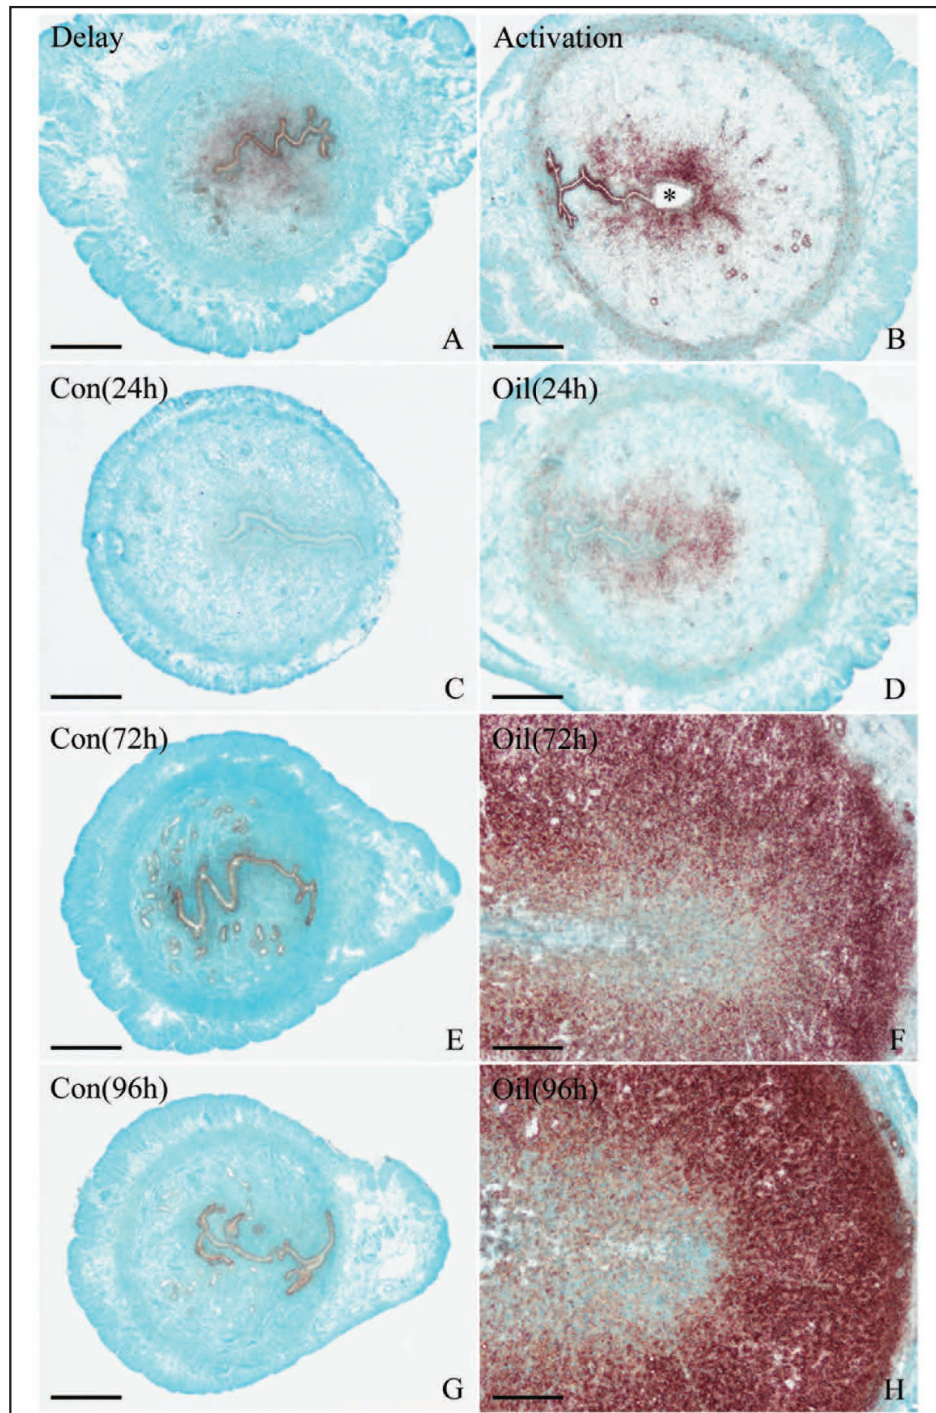 Delay
Activation
*
A
B
Con(24h)
Oil(24h)
C
D
Con(72h)
Oil(72h)
E
F
Con(96h)
Oil(96h)
G
H